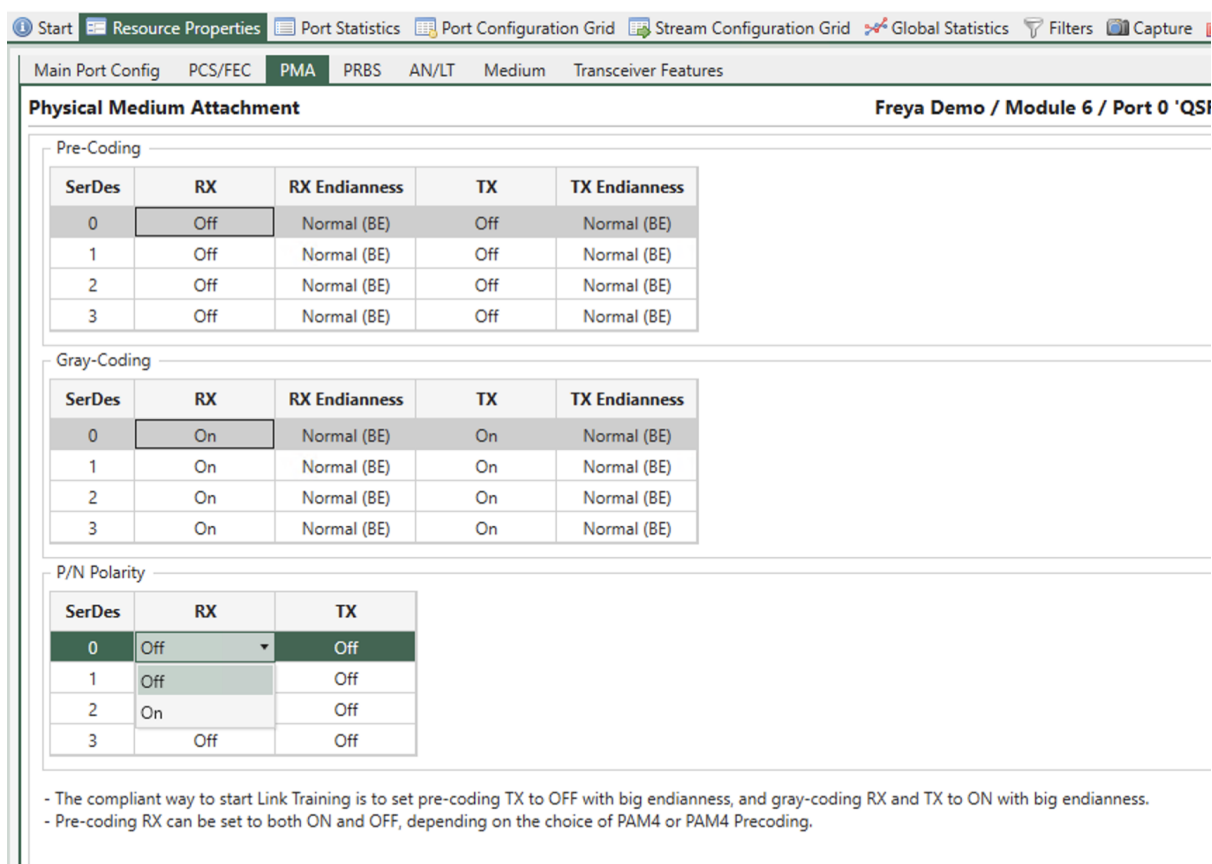 Start Resource Properties Port Statistics Port Configuration Grid Stream Configuration Grid Global Statistics Filters Capture
Main Port Config PCS/FEC PMA PRBS AN/LT Medium Transceiver Features
Physical Medium Attachment Freya Demo / Module 6 / Port 0
Pre-Coding
SerDes RX RX Endianness TX TX Endianness
0 Off Normal (BE) Off Normal (BE)
1 Off Normal (BE) Off Normal (BE)
2 Off Normal (BE) Off Normal (BE)
3 Off Normal (BE) Off Normal (BE)
Gray-Coding
SerDes RX RX Endianness TX TX Endianness
0 On Normal (BE) On Normal (BE)
1 On Normal (BE) On Normal (BE)
2 On Normal (BE) On Normal (BE)
3 On Normal (BE) On Normal (BE)
P/N Polarity
SerDes RX TX
0 Off Off
1 Off Off
2 On Off
3 Off Off
- The compliant way to start Link Training is to set pre-coding TX to OFF with big endianness, and gray-coding RX and TX to ON with big endianness.
- Pre-coding RX can be set to both ON and OFF, depending on the choice of PAM4 or PAM4 Precoding.